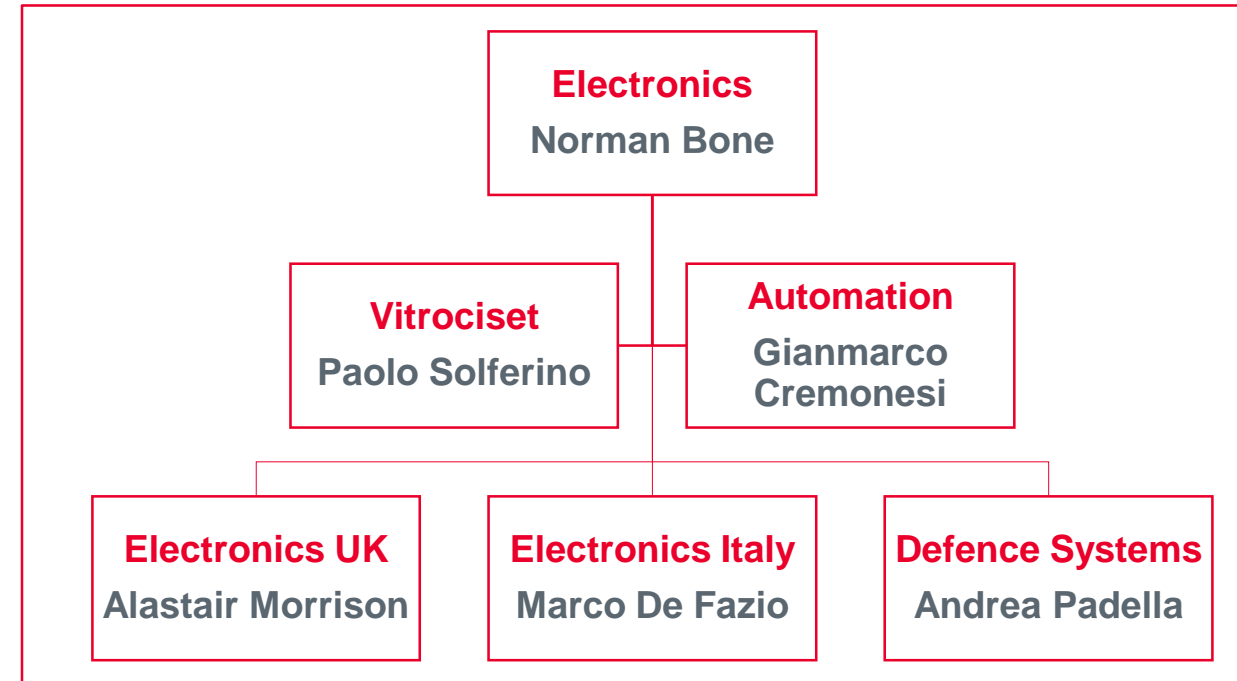 Electronics
Norman Bone
Vitrociset
Paolo Solferino
Automation
Gianmarco
Cremonesi
Electronics UK
Alastair Morrison
Electronics Italy
Marco De Fazio
Defence Systems
Andrea Padella